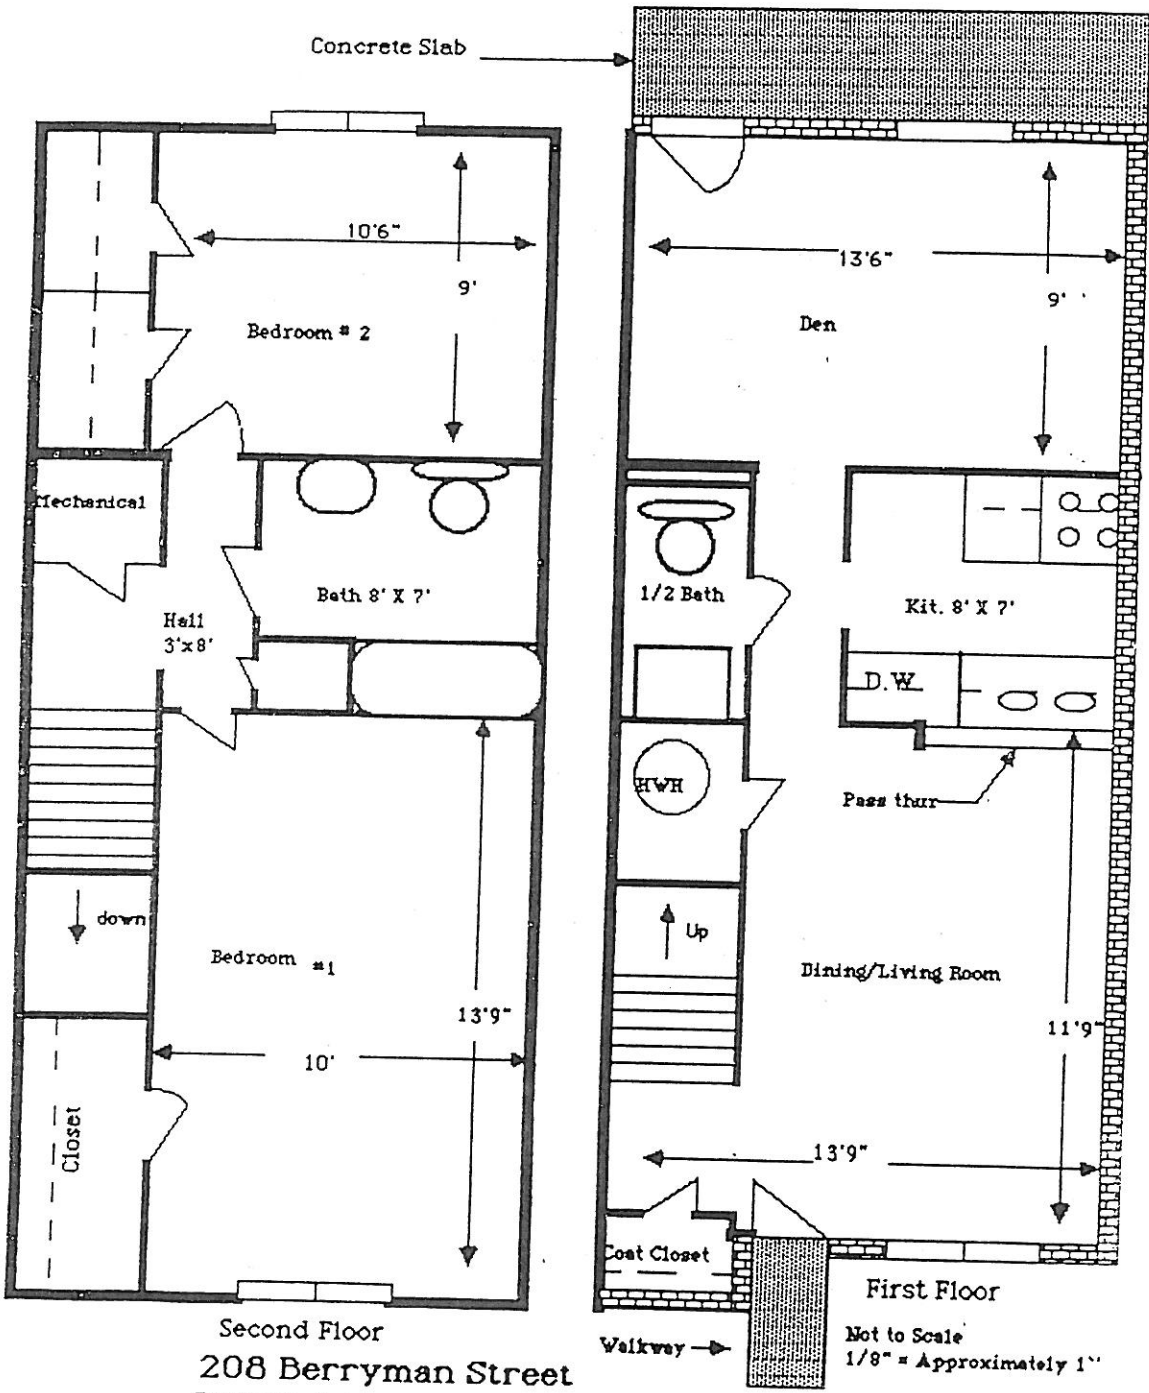 Concrete Slab
10'6"
9'
Bedroom # 2
Mechanical
Bath 8' X 7'
Hall
3'x8'
down
Bedroom #1
13'9"
10'
Closet
Second Floor
208 Berryman Street
13'6"
9'
Den
1/2 Bath
Kit. 8' X 7'
D.W.
HWH
Pass thur
Up
Dining/Living Room
11'9"
13'9"
Coat Closet
First Floor
Walkway
Not to Scale
1/8" = Approximately 1"